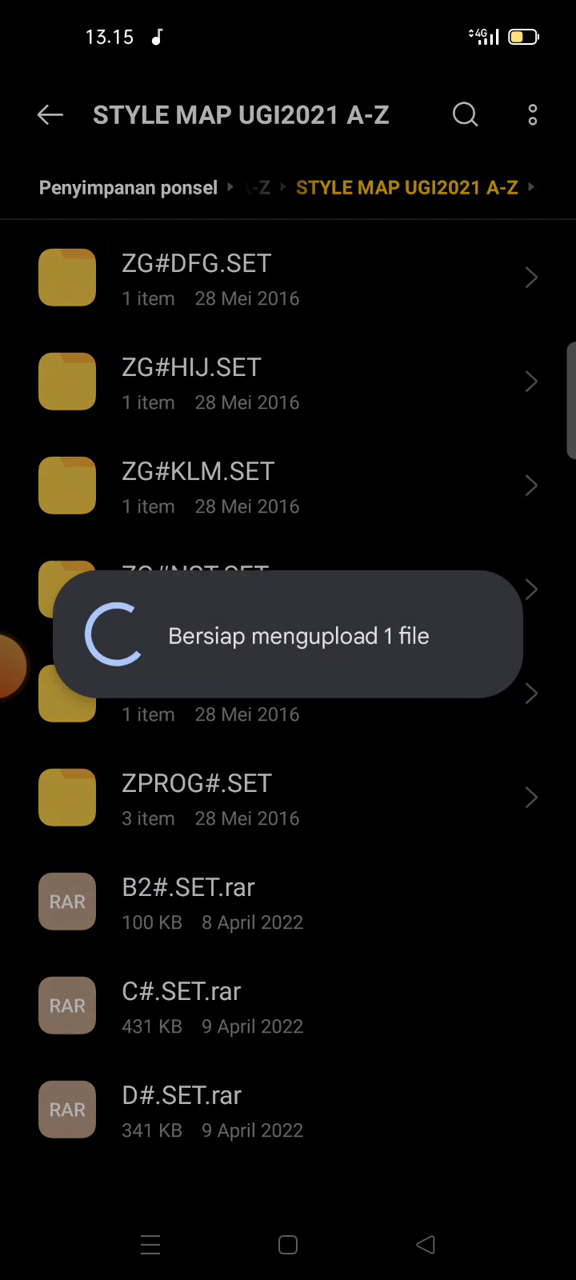 13.15
4G
STYLE MAP UGI2021 A-Z
Penyimpanan ponsel A-Z STYLE MAP UGI2021 A-Z
ZG#DFG.SET
1 item 28 Mei 2016
ZG#HIJ.SET
1 item 28 Mei 2016
ZG#KLM.SET
1 item 28 Mei 2016
Bersiap mengupload 1 file
1 item 28 Mei 2016
ZPROG#.SET
3 item 28 Mei 2016
RAR
B2#.SET.rar
100 KB 8 April 2022
RAR
C#.SET.rar
431 KB 9 April 2022
RAR
D#.SET.rar
341 KB 9 April 2022